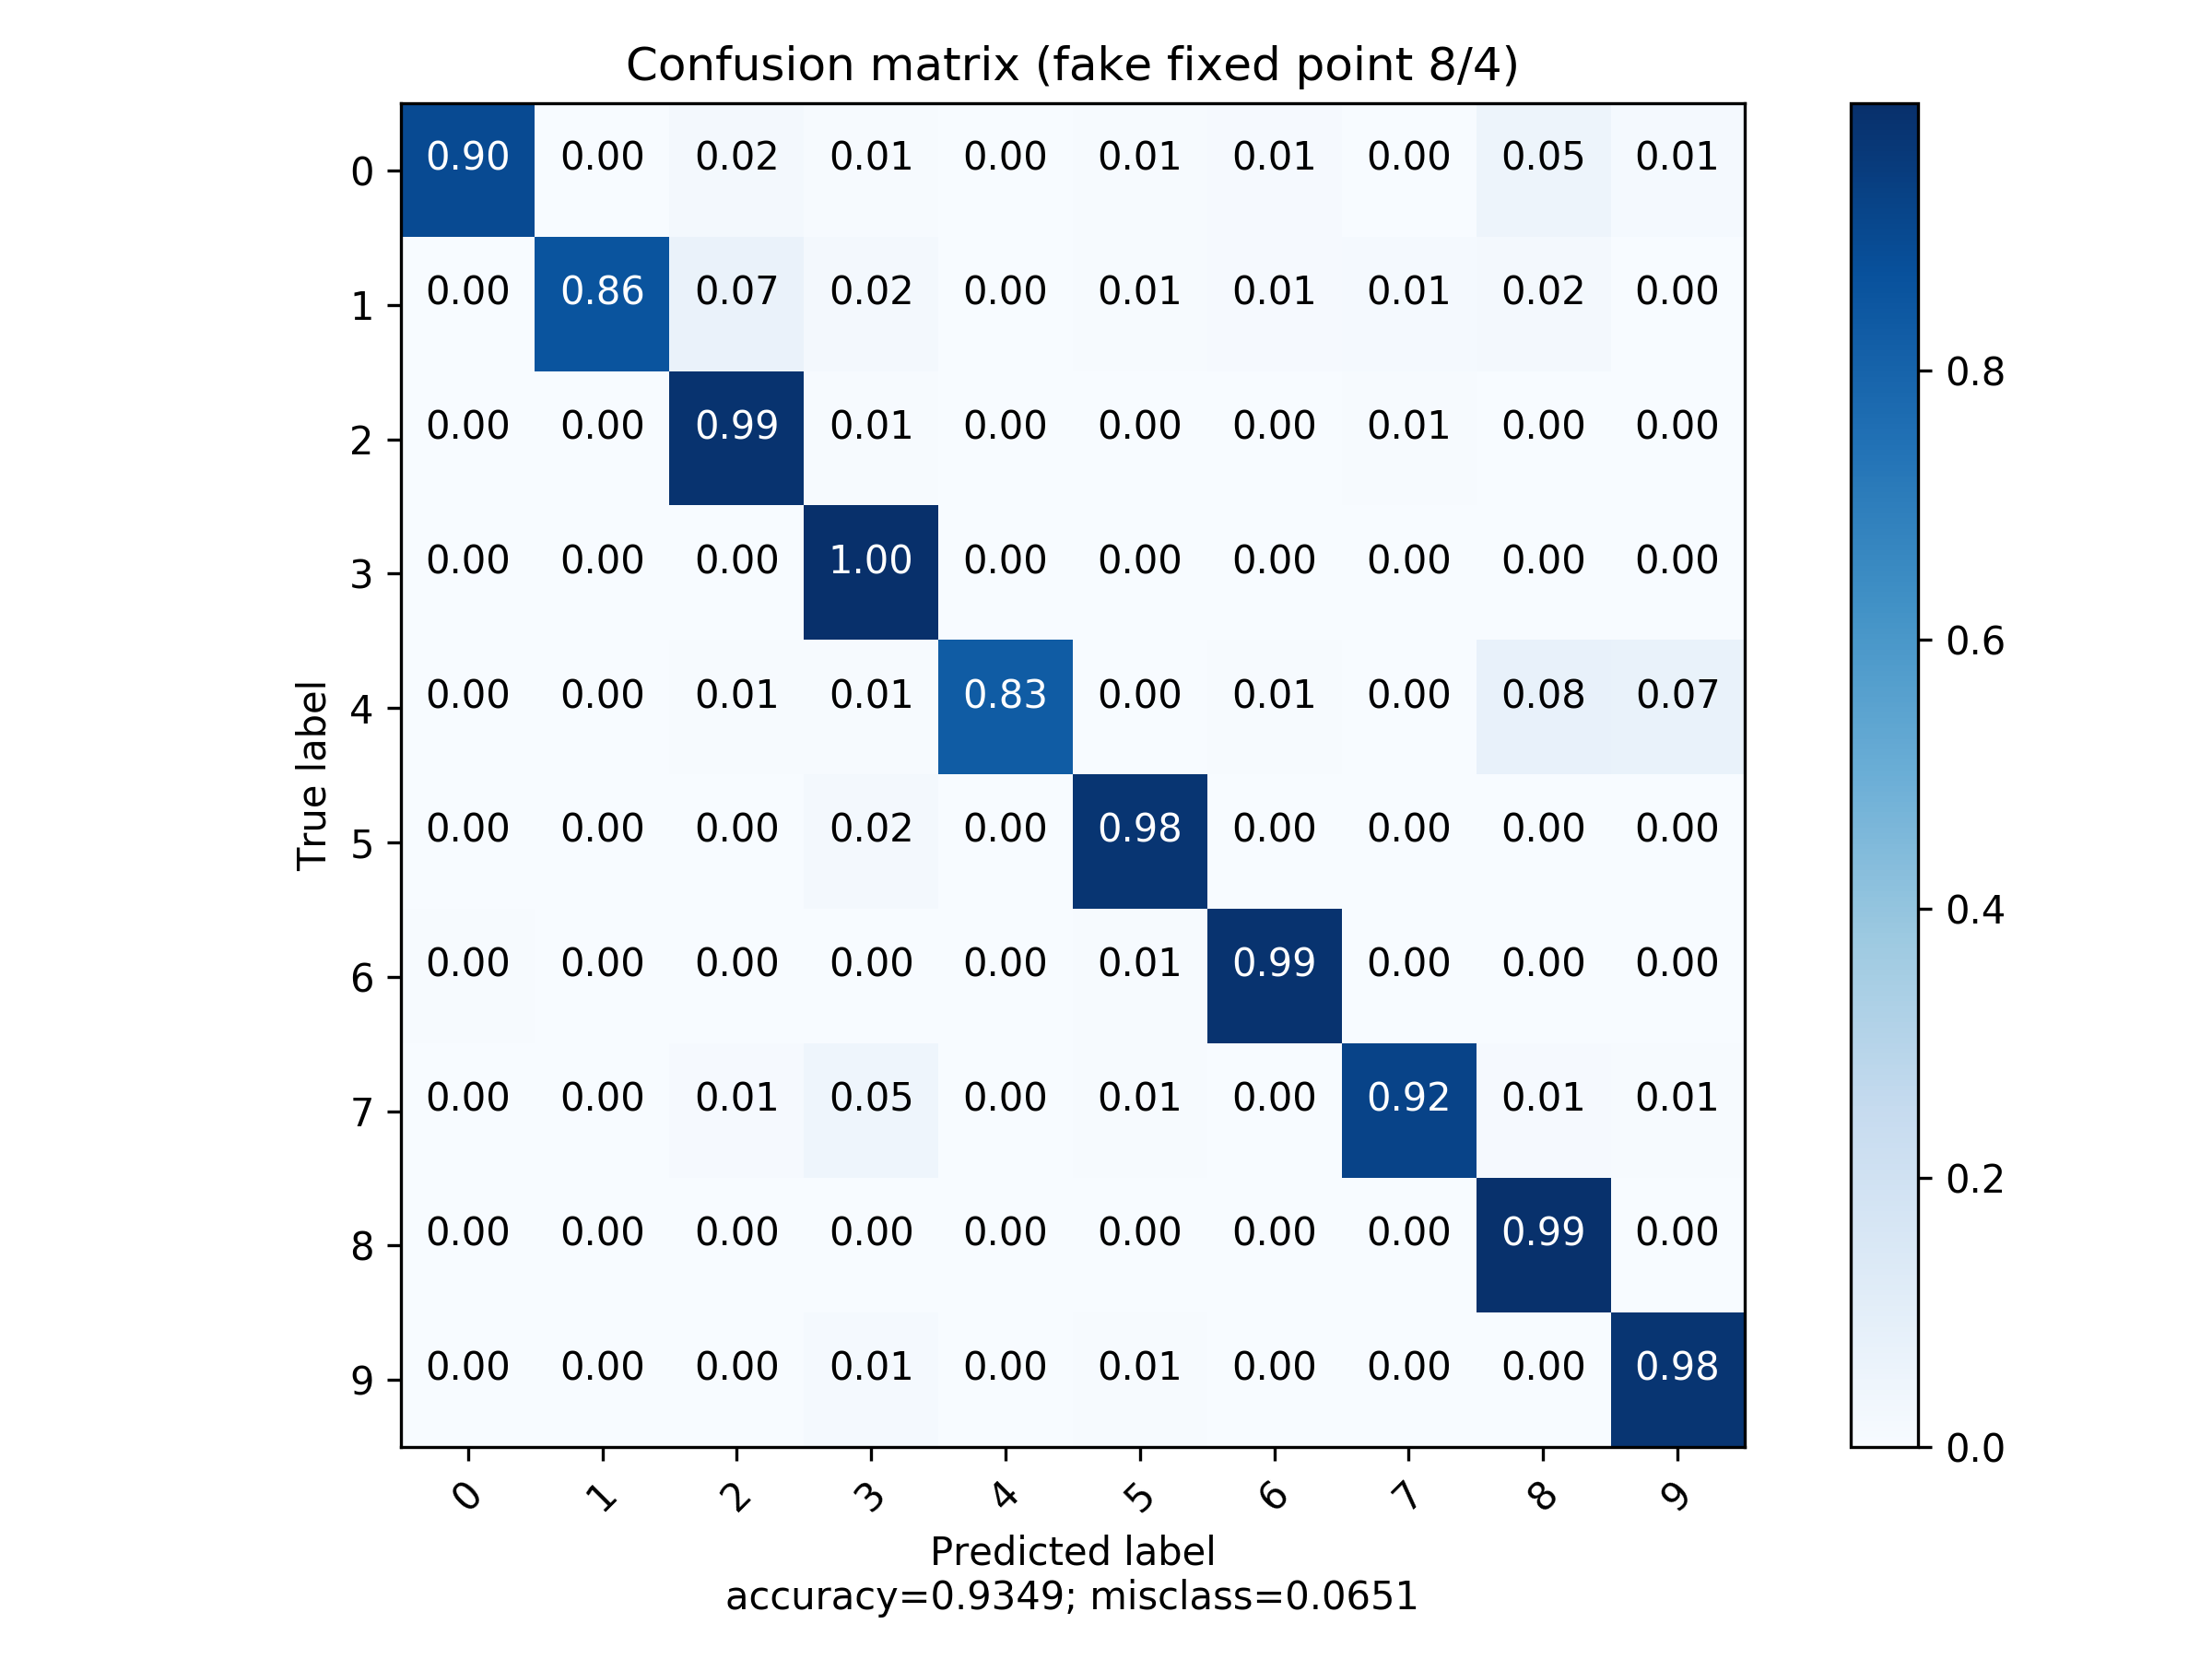 Confusion matrix (fake fixed point 8/4)
0 0.90 0.00 0.02 0.01 0.00 0.01 0.01 0.00 0.05 0.01
1 0.00 0.86 0.07 0.02 0.00 0.01 0.01 0.01 0.02 0.00
2 0.00 0.00 0.99 0.01 0.00 0.00 0.00 0.01 0.00 0.00
3 0.00 0.00 0.00 1.00 0.00 0.00 0.00 0.00 0.00 0.00
4 0.00 0.00 0.01 0.01 0.83 0.00 0.01 0.00 0.08 0.07
5 0.00 0.00 0.00 0.02 0.00 0.98 0.00 0.00 0.00 0.00
6 0.00 0.00 0.00 0.00 0.00 0.01 0.99 0.00 0.00 0.00
7 0.00 0.00 0.01 0.05 0.00 0.01 0.00 0.92 0.01 0.01
8 0.00 0.00 0.00 0.00 0.00 0.00 0.00 0.00 0.99 0.00
9 0.00 0.00 0.00 0.01 0.00 0.01 0.00 0.00 0.00 0.98
True label
0 1 2 3 4 5 6 7 8 9
Predicted label
accuracy=0.9349; misclass=0.0651
0.8
0.6
0.4
0.2
0.0